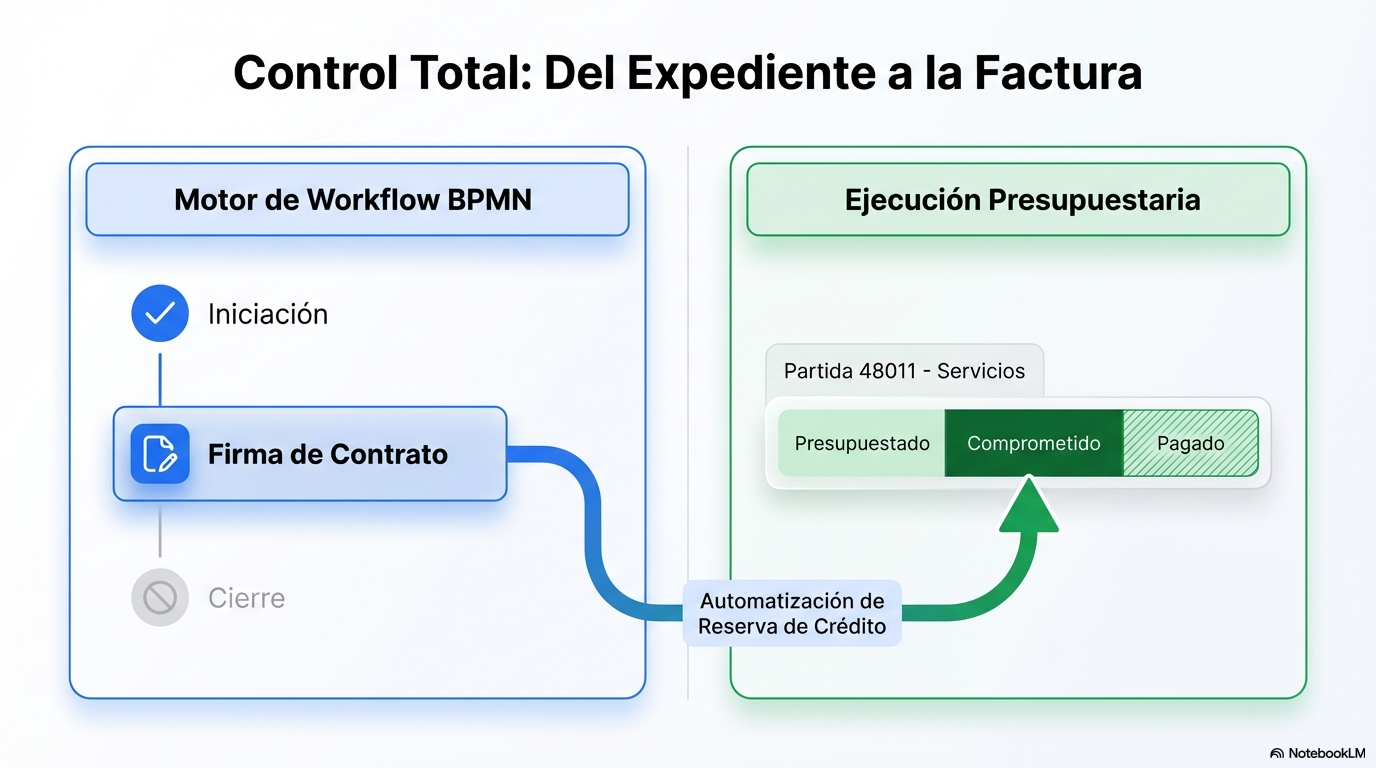 Control Total: Del Expediente a la Factura
Motor de Workflow BPMN
Iniciación
Firma de Contrato
Cierre
Ejecución Presupuestaria
Partida 48011 - Servicios
Presupuestado
Comprometido
Pagado
Automatización de
Reserva de Crédito
NotebookLM